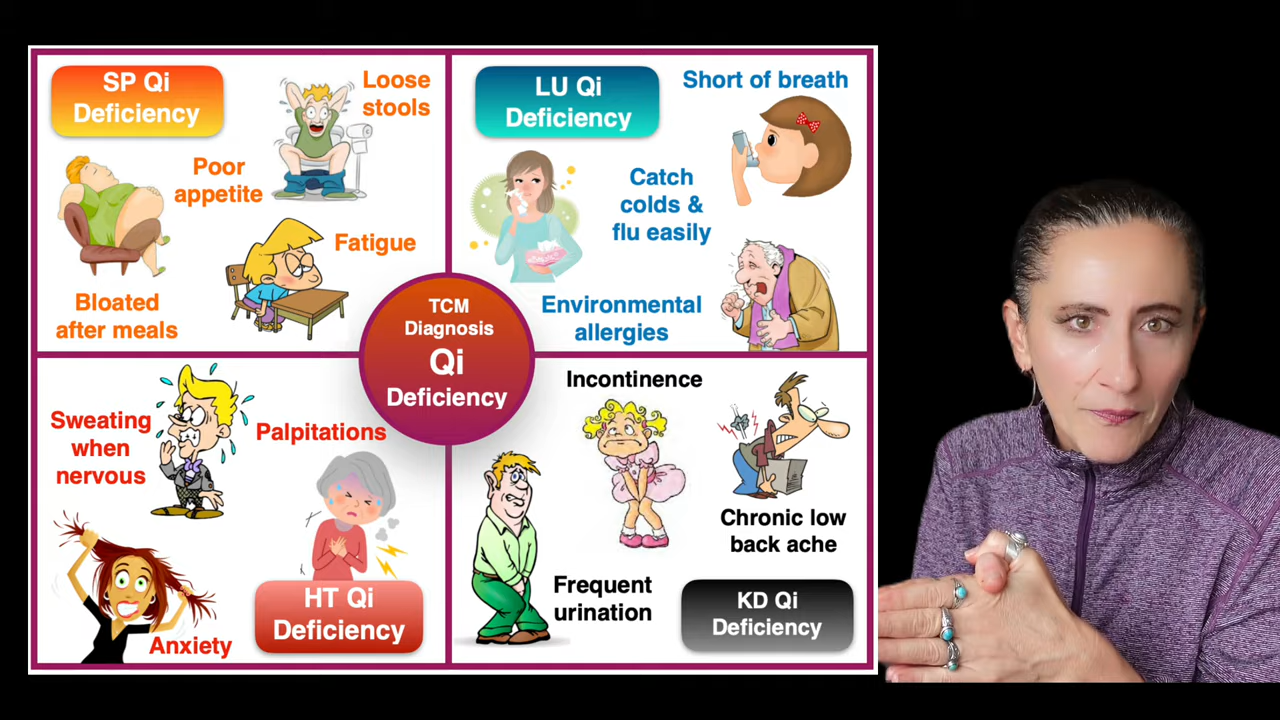 SP Qi
Deficiency
Loose
stools
Poor
appetite
Fatigue
Bloated
after meals
LU Qi
Deficiency
Short of breath
Catch
colds &
flu easily
Environmental
allergies
TCM
Diagnosis
Qi
Deficiency
Sweating
when
nervous
Palpitations
Anxiety
HT Qi
Deficiency
Incontinence
Chronic low
back ache
Frequent
urination
KD Qi
Deficiency